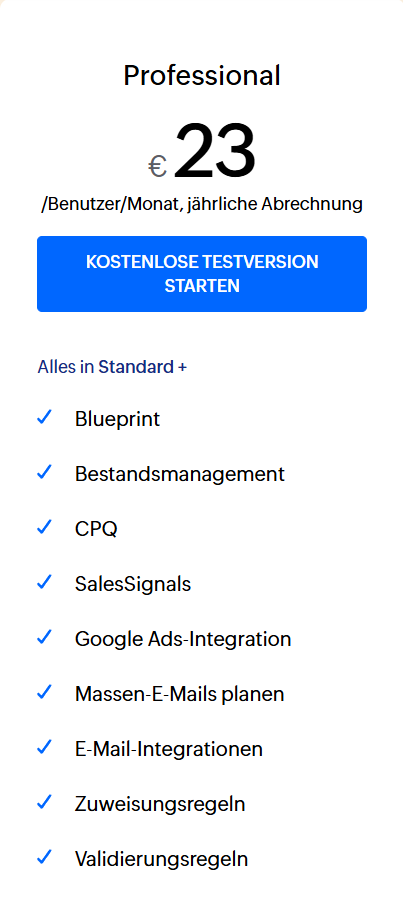 Professional
€ 23
/Benutzer/Monat, jährliche Abrechnung
KOSTENLOSE TESTVERSION
STARTEN
Alles in Standard +
Blueprint
Bestandsmanagement
CPQ
SalesSignals
Google Ads-Integration
Massen-E-Mails planen
E-Mail-Integrationen
Zuweisungsregeln
Validierungsregeln